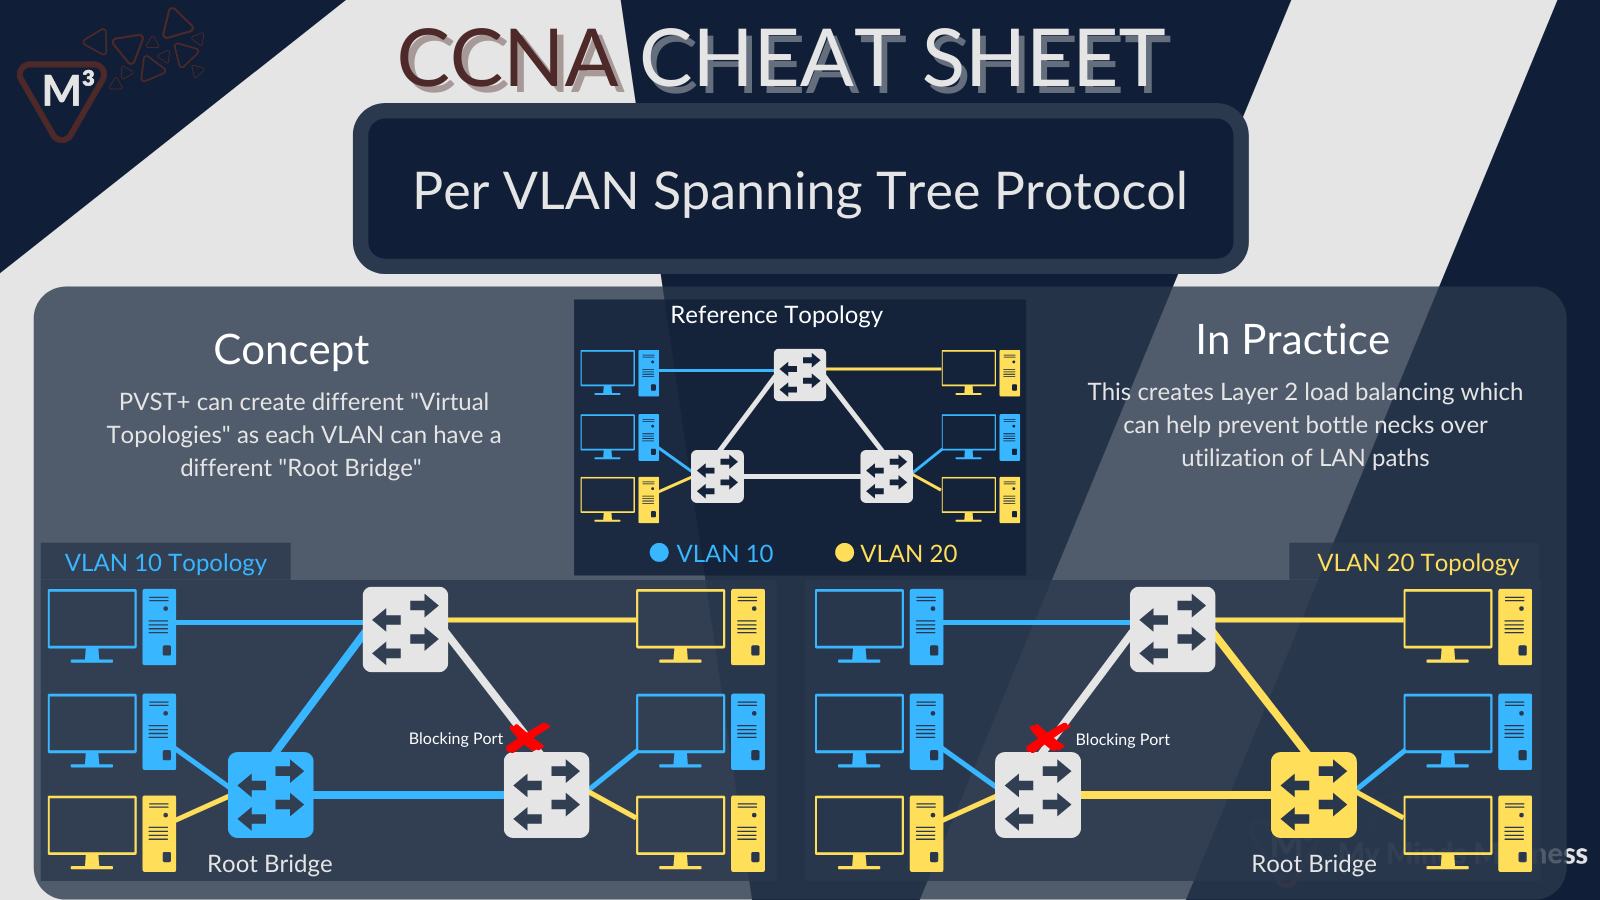 M³
CCNA CHEAT SHEET
Per VLAN Spanning Tree Protocol
Concept
PVST+ can create different "Virtual
Topologies" as each VLAN can have a
different "Root Bridge"
Reference Topology
VLAN 10
VLAN 20
In Practice
This creates Layer 2 load balancing which
can help prevent bottle necks over
utilization of LAN paths
VLAN 10 Topology
Blocking Port
Root Bridge
VLAN 20 Topology
Blocking Port
Root Bridge
M³
My Minds